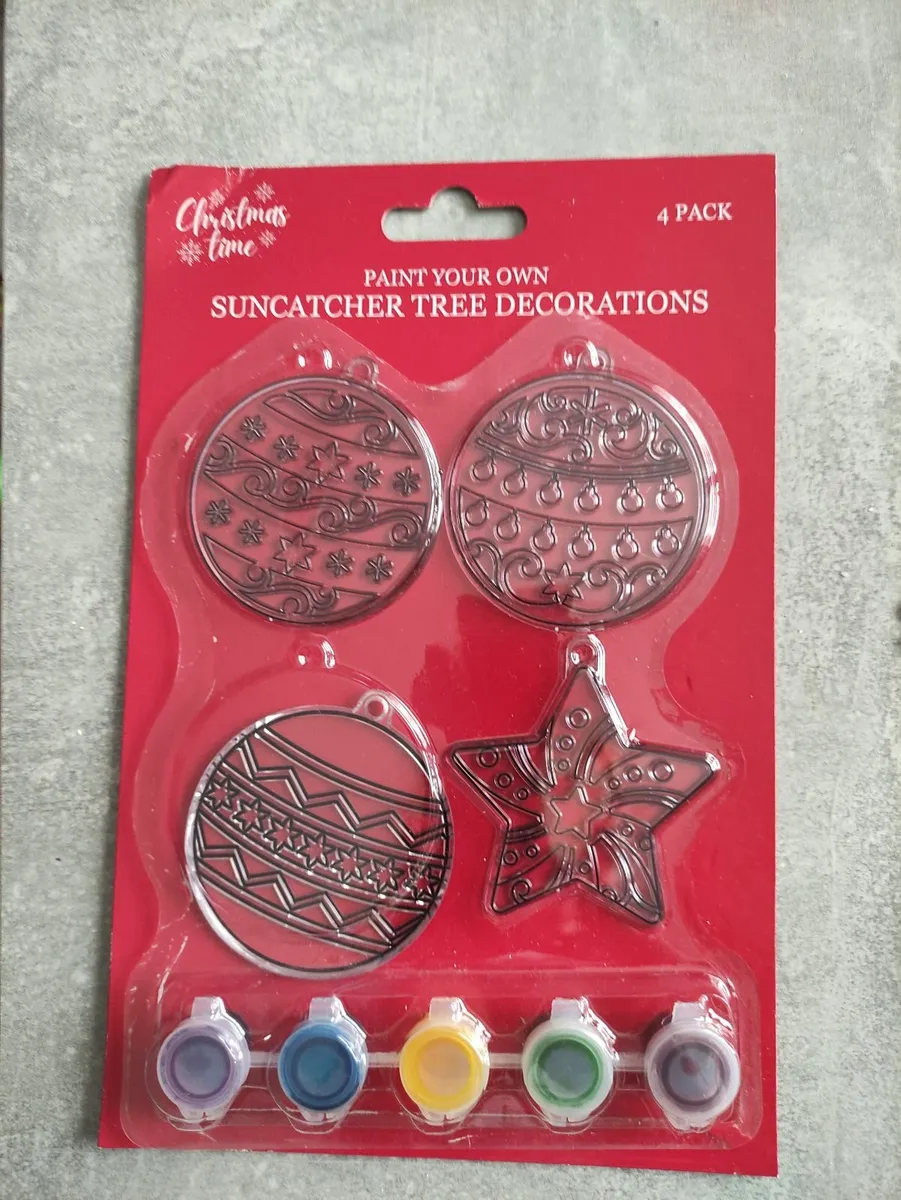 Christmas
time
4 PACK
PAINT YOUR OWN
SUNCATCHER TREE DECORATIONS